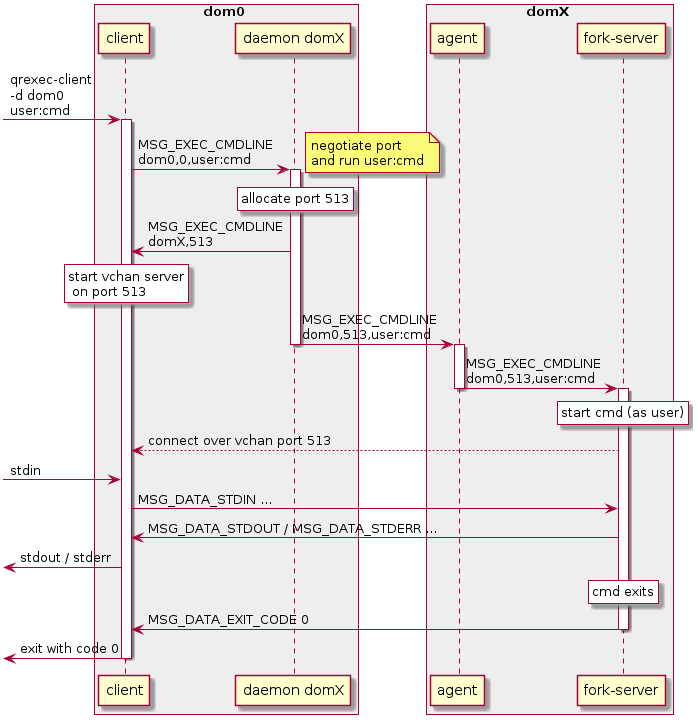 dom0
domX
client
daemon domX
agent
fork-server
qrexec-client
-d dom0
user:cmd
MSG_EXEC_CMDLINE
dom0,0,user:cmd
negotiate port
and run user:cmd
allocate port 513
MSG_EXEC_CMDLINE
domX,513
start vchan server
on port 513
MSG_EXEC_CMDLINE
dom0,513,user:cmd
MSG_EXEC_CMDLINE
dom0,513,user:cmd
start cmd (as user)
connect over vchan port 513
stdin
MSG_DATA_STDIN ...
MSG_DATA_STDOUT / MSG_DATA_STDERR ...
stdout / stderr
cmd exits
MSG_DATA_EXIT_CODE 0
exit with code 0
client
daemon domX
agent
fork-server